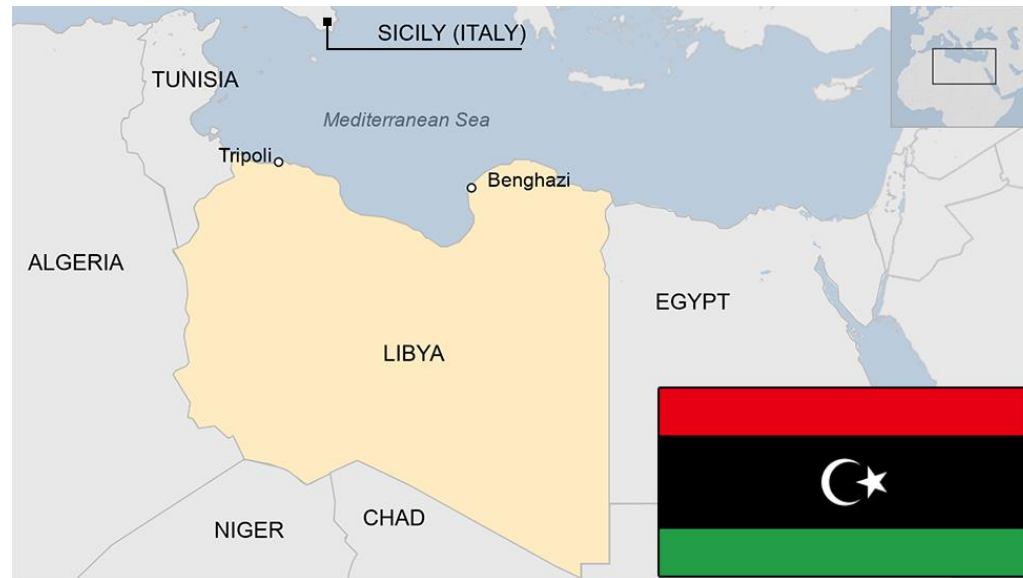 SICILY (ITALY)
TUNISIA
Mediterranean Sea
Tripoli
Benghazi
ALGERIA
EGYPT
LIBYA
CHAD
NIGER